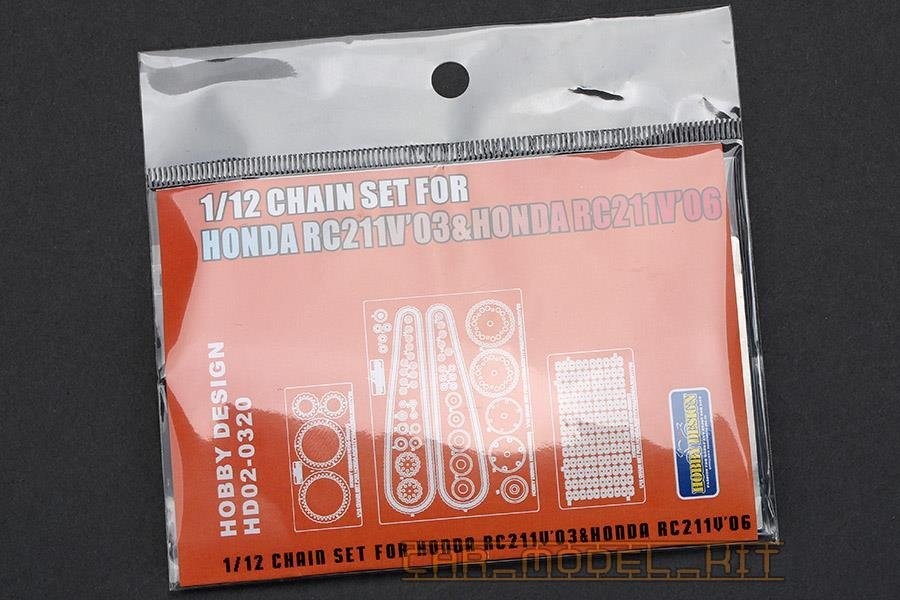 1/12 CHAIN SET FOR
HONDA RC211V'03&HONDA RC211V'06
HOBBY DESIGN
HD02-0320
HOBBY DESIGN
1/12 CHAIN SET FOR HONDA RC211V'03&HONDA RC211V'06
CAR_MODEL_KIT